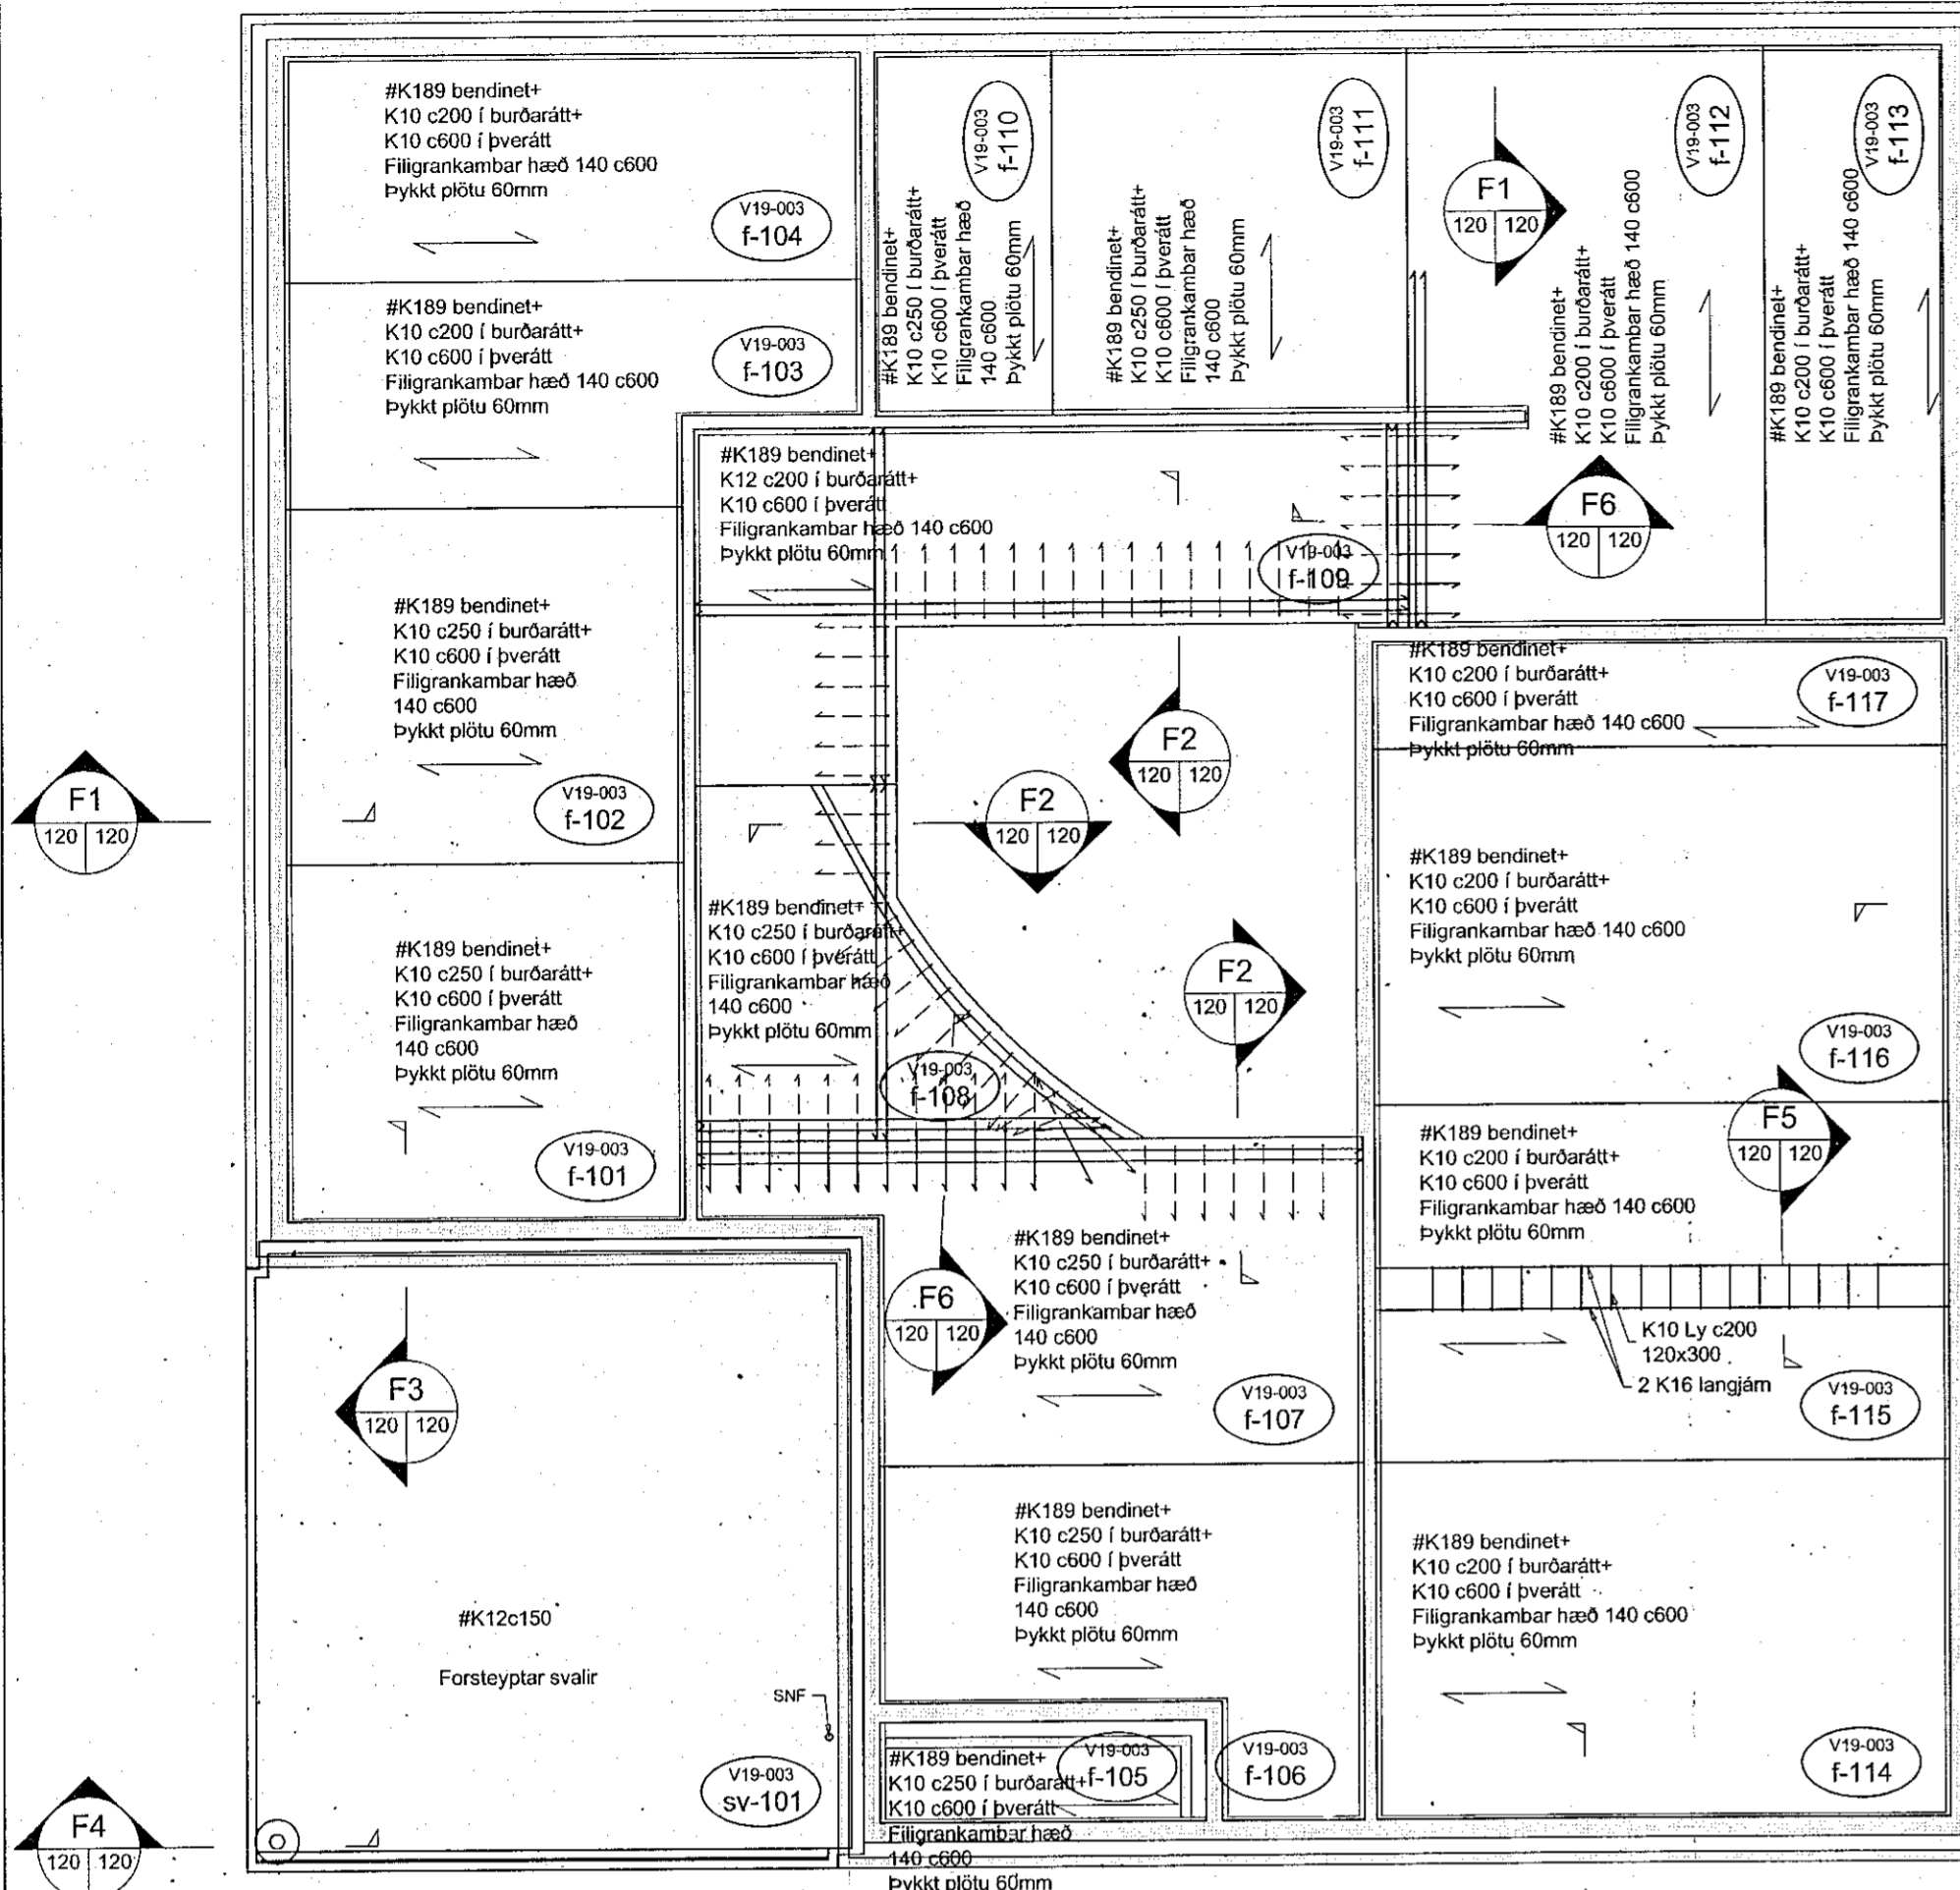 #K189 bendinet+
K10 c200 í burðarátt+
K10 c600 í þverátt
Filigrankambar hæð 140 c600
Þykkt plötu 60mm
V19-003
f-104
#K189 bendinet+
K10 c200 í burðarátt+
K10 c600 í þverátt
Filigrankambar hæð 140 c600
Þykkt plötu 60mm
V19-003
f-103
#K189 bendinet+
K10 c250 í burðarátt+
K10 c600 í þverátt
Filigrankambar hæð
140 c600
Þykkt plötu 60mm
V19-003
f-110
#K189 bendinet+
K10 c250 í burðarátt+
K10 c600 í þverátt
Filigrankambar hæð
140 c600
Þykkt plötu 60mm
V19-003
f-111
F1
120 120
#K189 bendinet+
K10 c200 í burðarátt+
K10 c600 í þverátt
Filigrankambar hæð 140 c600
Þykkt plötu 60mm
V19-003
f-112
#K189 bendinet+
K10 c200 í burðarátt+
K10 c600 í þverátt
Filigrankambar hæð 140 c600
Þykkt plötu 60mm
V19-003
f-113
#K189 bendinet+
K12 c200 í burðarátt+
K10 c600 í þverátt
Filigrankambar hæð 140 c600
Þykkt plötu 60mm
V19-003
f-109
F6
120 120
#K189 bendinet+
K10 c250 í burðarátt+
K10 c600 í þverátt
Filigrankambar hæð
140 c600
Þykkt plötu 60mm
V19-003
f-102
F1
120 120
F2
120 120
F2
120 120
#K189 bendinet+
K10 c200 í burðarátt+
K10 c600 í þverátt
Filigrankambar hæð 140 c600
Þykkt plötu 60mm
V19-003
f-117
#K189 bendinet+
K10 c200 í burðarátt+
K10 c600 í þverátt
Filigrankambar hæð 140 c600
Þykkt plötu 60mm
V19-003
f-116
#K189 bendinet+
K10 c250 í burðarátt+
K10 c600 í þverátt
Filigrankambar hæð
140 c600
Þykkt plötu 60mm
V19-003
f-101
#K189 bendinet+
K10 c250 í burðarátt+
K10 c600 í þverátt
Filigrankambar hæð
140 c600
Þykkt plötu 60mm
V19-003
f-108
F2
120 120
#K189 bendinet+
K10 c200 í burðarátt+
K10 c600 í þverátt
Filigrankambar hæð 140 c600
Þykkt plötu 60mm
F5
120 120
K10 Ly c200
120x300
2 K16 langjám
V19-003
f-115
F6
120 120
#K189 bendinet+
K10 c250 í burðarátt+
K10 c600 í þverátt
Filigrankambar hæð
140 c600
Þykkt plötu 60mm
V19-003
f-107
F3
120 120
#K12c150
Forsteyptar svalir
SNF
V19-003
sv-101
#K189 bendinet+
K10 c250 í burðarátt+
K10 c600 í þverátt
Filigrankambar hæð
140 c600
Þykkt plötu 60mm
V19-003
f-106
#K189 bendinet+
K10 c200 í burðarátt+
K10 c600 í þverátt
Filigrankambar hæð 140 c600
Þykkt plötu 60mm
V19-003
f-114
#K189 bendinet+
K10 c250 í burðarátt+
K10 c600 í þverátt
Filigrankambar hæð
140 c600
Þykkt plötu 60mm
V19-003
f-105
F4
120 120